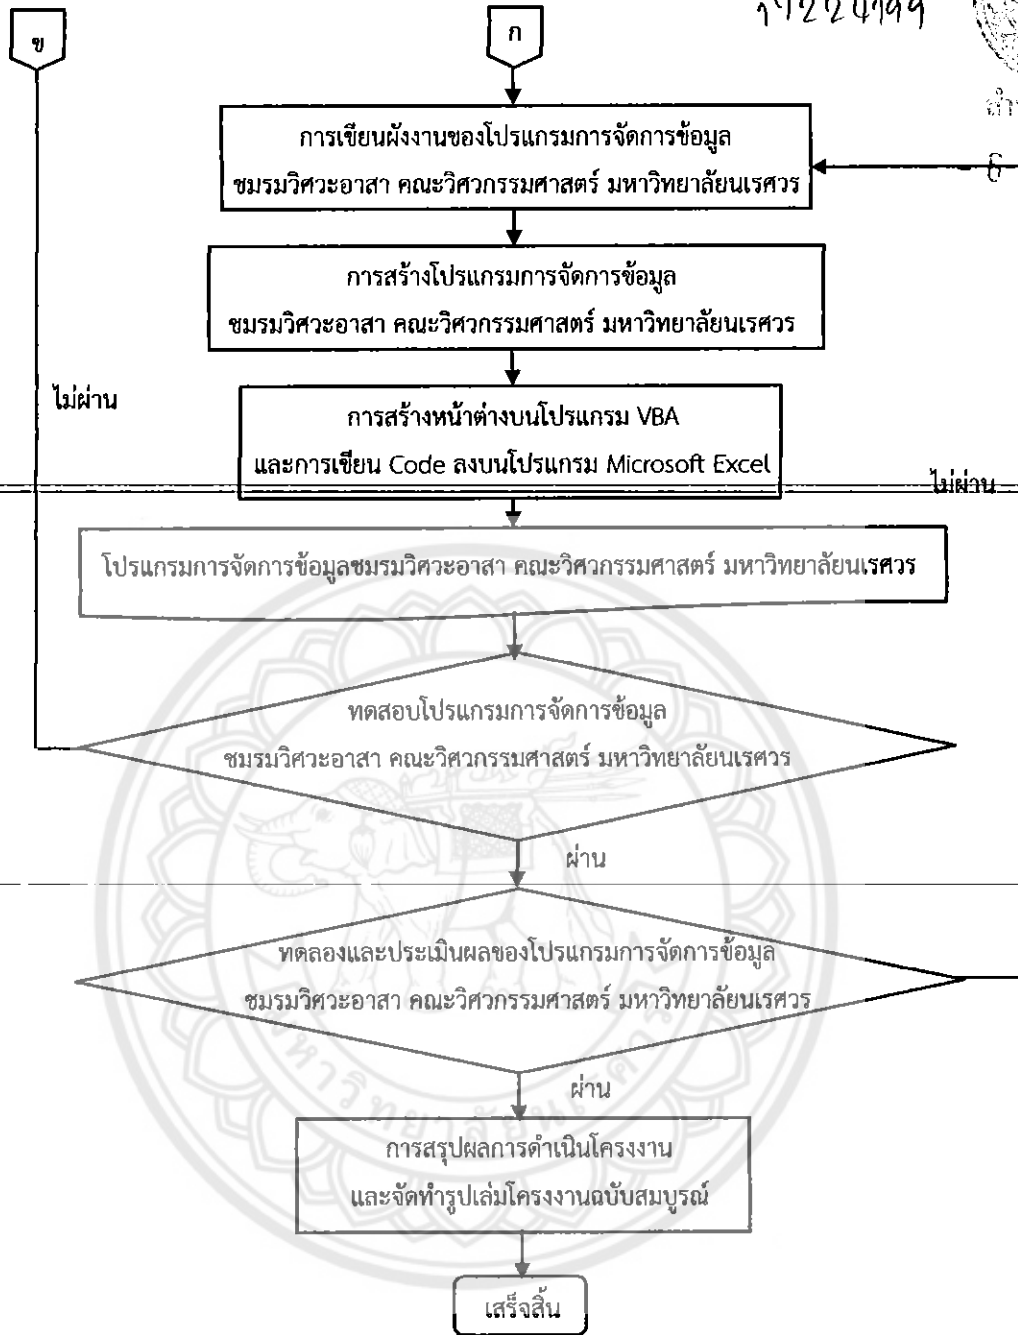 17224199
ข
ก
การเขียนผังงานของโปรแกรมการจัดการข้อมูล
ชมรมวิศวะอาสา คณะวิศวกรรมศาสตร์ มหาวิทยาลัยนเรศวร
การสร้างโปรแกรมการจัดการข้อมูล
ชมรมวิศวะอาสา คณะวิศวกรรมศาสตร์ มหาวิทยาลัยนเรศวร
ไม่ผ่าน
การสร้างหน้าต่างบนโปรแกรม VBA
และการเขียน Code ลงบนโปรแกรม Microsoft Excel
ไม่ผ่าน
โปรแกรมการจัดการข้อมูลชมรมวิศวะอาสา คณะวิศวกรรมศาสตร์ มหาวิทยาลัยนเรศวร
ทดสอบโปรแกรมการจัดการข้อมูล
ชมรมวิศวะอาสา คณะวิศวกรรมศาสตร์ มหาวิทยาลัยนเรศวร
ผ่าน
ทดลองและประเมินผลของโปรแกรมการจัดการข้อมูล
ชมรมวิศวะอาสา คณะวิศวกรรมศาสตร์ มหาวิทยาลัยนเรศวร
ผ่าน
มหาวิทยาลัยนเรศวร
การสรุปผลการดำเนินโครงงาน
และจัดทำรูปเล่มโครงงานฉบับสมบูรณ์
เสร็จสิ้น